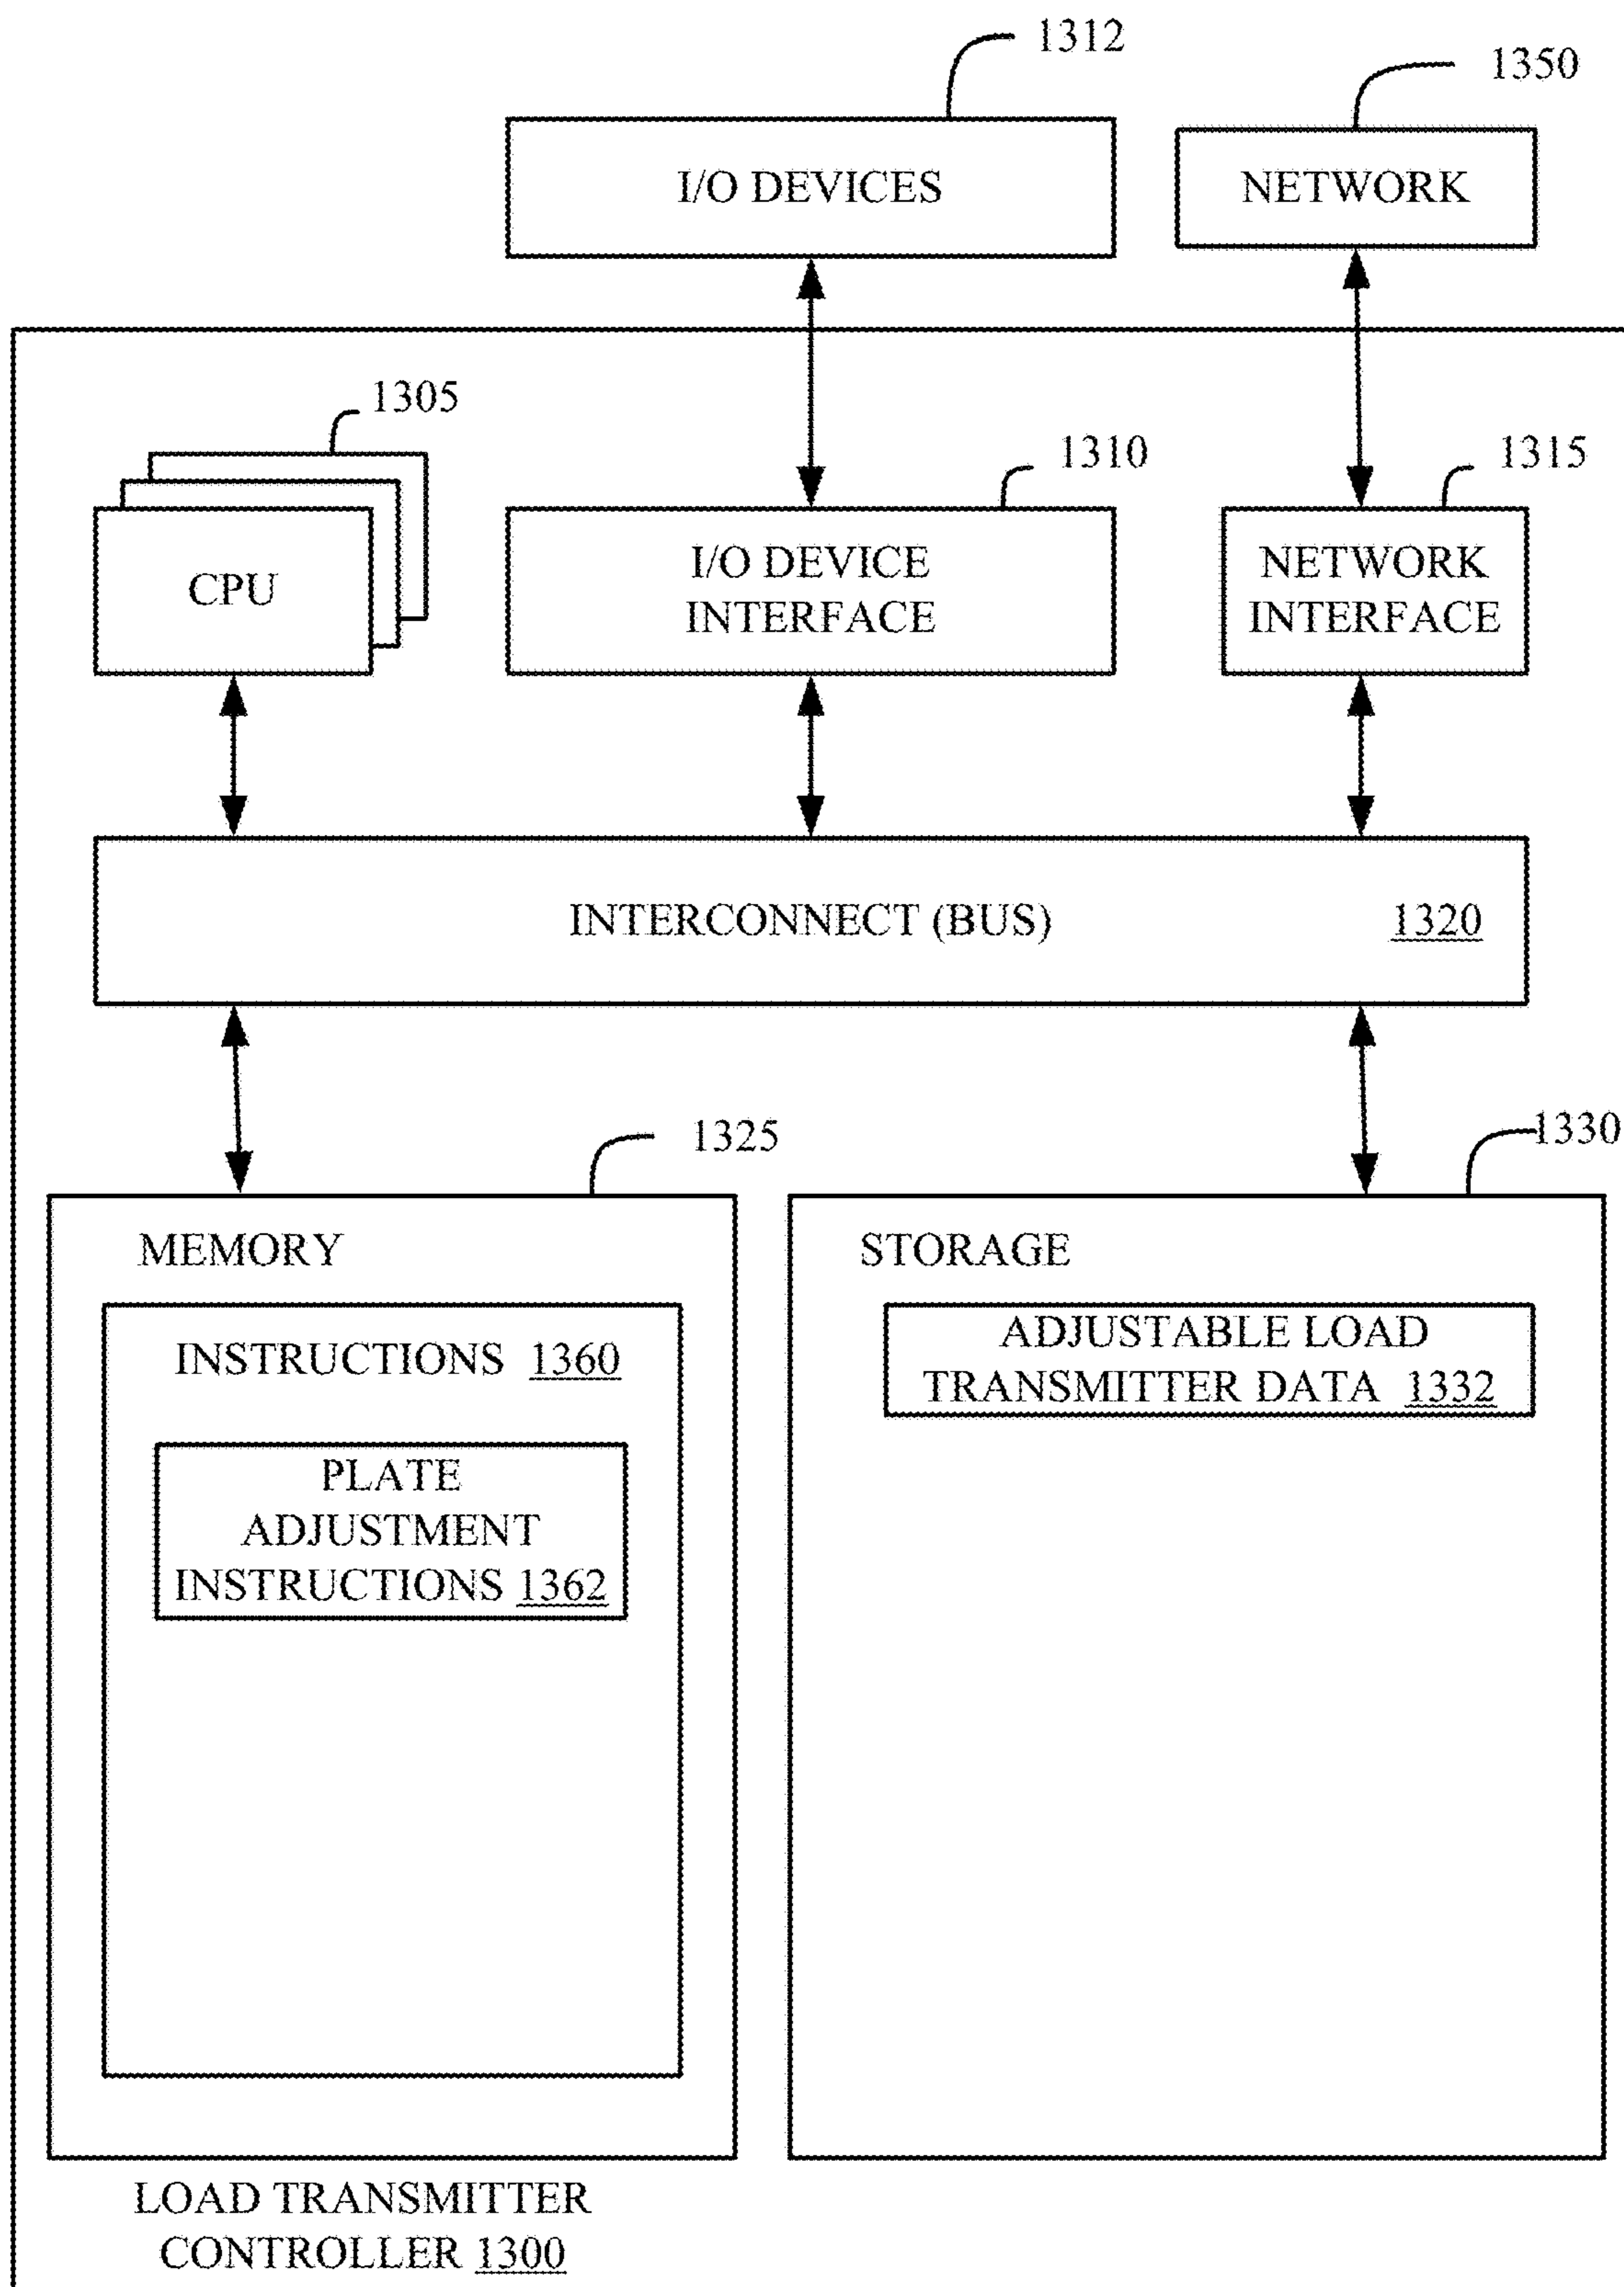 1312
1350
I/O DEVICES
NETWORK
1305
1310
1315
CPU
I/O DEVICE
INTERFACE
NETWORK
INTERFACE
INTERCONNECT (BUS) 1320
1325
1330
MEMORY
INSTRUCTIONS 1360
PLATE
ADJUSTMENT
INSTRUCTIONS 1362
STORAGE
ADJUSTABLE LOAD
TRANSMITTER DATA 1332
LOAD TRANSMITTER
CONTROLLER 1300